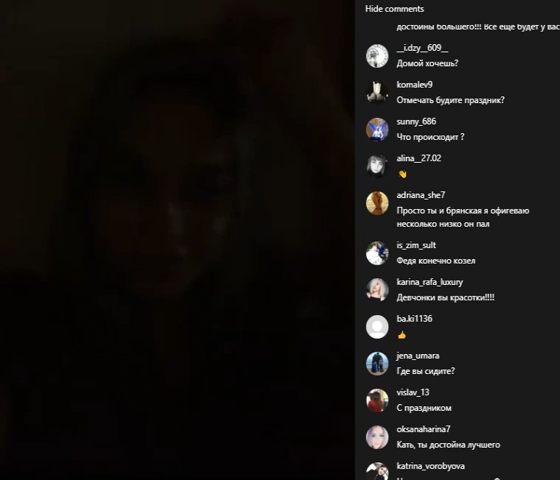 Hide comments
достойны большего!!! Все еще будет у вас
__i.dzy__609__
Домой хочешь?
komalev9
Отмечать будите праздник?
sunny_686
Что происходит ?
alina__27.02
👏
adriana_she7
Просто ты и брянская я офигеваю
несколько низко он пал
is_zim_sult
Федя конечно козел
karina_rafa_luxury
Девчонки вы красотки!!!!
ba.ki1136
👍
jena_umara
Где вы сидите?
vislav_13
С праздником
oksanaharina7
Кать, ты достойна лучшего
katrina_vorobyova